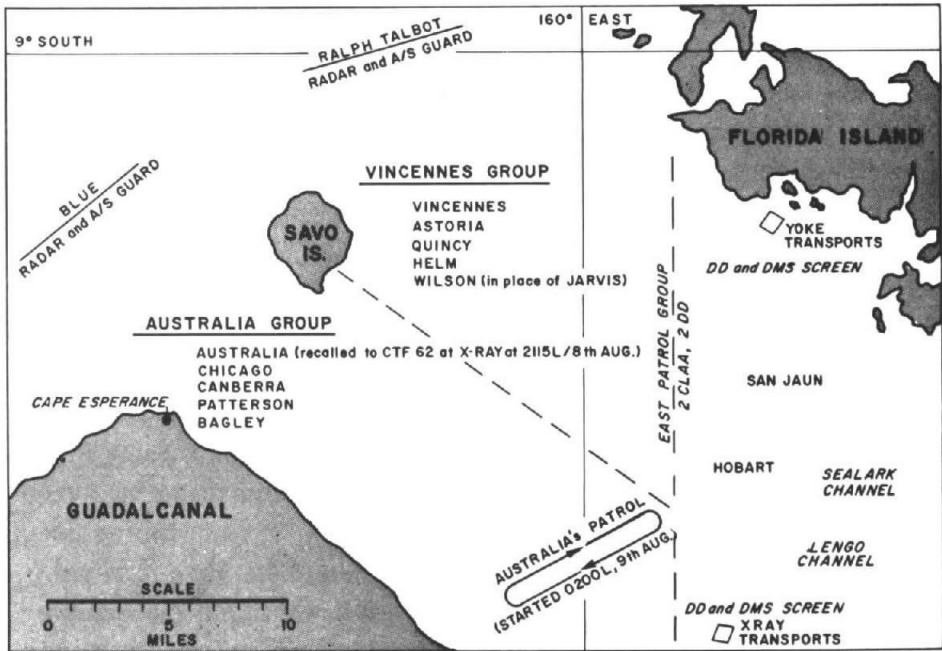 160° EAST
9° SOUTH
RALPH TALBOT
RADAR and A/S GUARD
BLUE
RADAR and A/S GUARD
FLORIDA ISLAND
VINCENNES GROUP
VINCENNES
ASTORIA
QUINCY
HELM
WILSON (in place of JARVIS)
SAVO
IS.
YOKE
TRANSPORTS
DD and DMS SCREEN
AUSTRALIA GROUP
AUSTRALIA (recalled to CTF 62 at X-RAY at 2115L/8th AUG.)
CHICAGO
CANBERRA
PATTERSON
BAGLEY
CAPE ESPERANCE
EAST PATROL GROUP
2 CLAA, 2 DD
SAN JAUN
HOBART
SEALARK
CHANNEL
GUADALCANAL
AUSTRALIA's PATROL
(STARTED 0200L, 9th AUG.)
LENGO
CHANNEL
SCALE
0 5 10
MILES
DD and DMS SCREEN
XRAY
TRANSPORTS